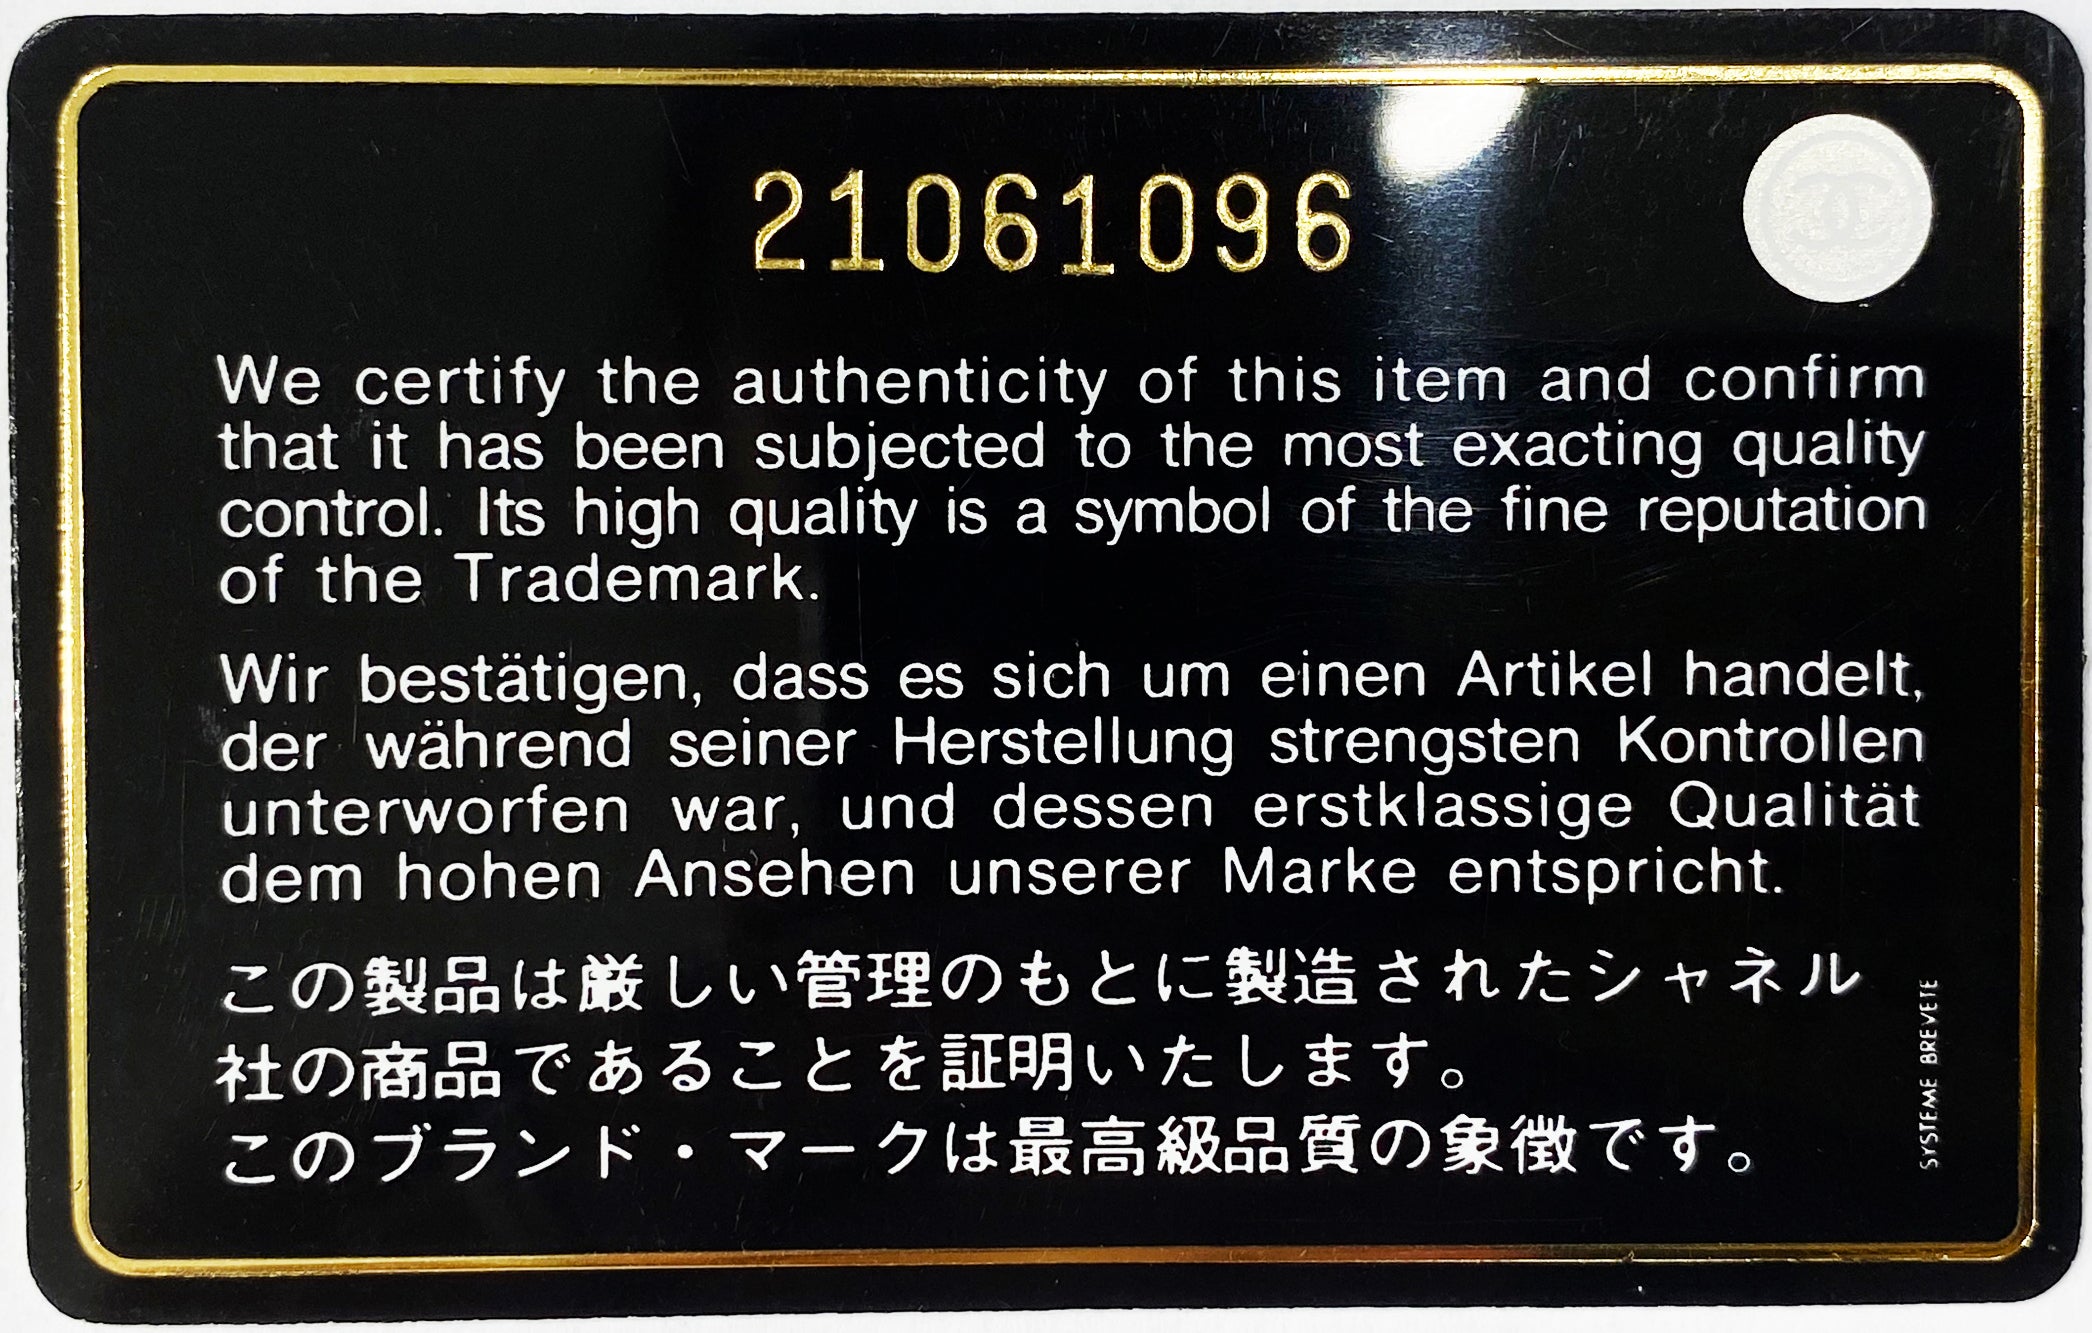 21061096
We certify the authenticity of this item and confirm
that it has been subjected to the most exacting quality
control. Its high quality is a symbol of the fine reputation
of the Trademark.
Wir bestätigen, dass es sich um einen Artikel handelt,
der während seiner Herstellung strengsten Kontrollen
unterworfen war, und dessen erstklassige Qualität
dem hohen Ansehen unserer Marke entspricht.
この製品は厳しい管理のもとに製造されたシャネル
社の商品であることを証明いたします。
このブランド・マークは最高級品質の象徴です。
SYSTEME BREVETE